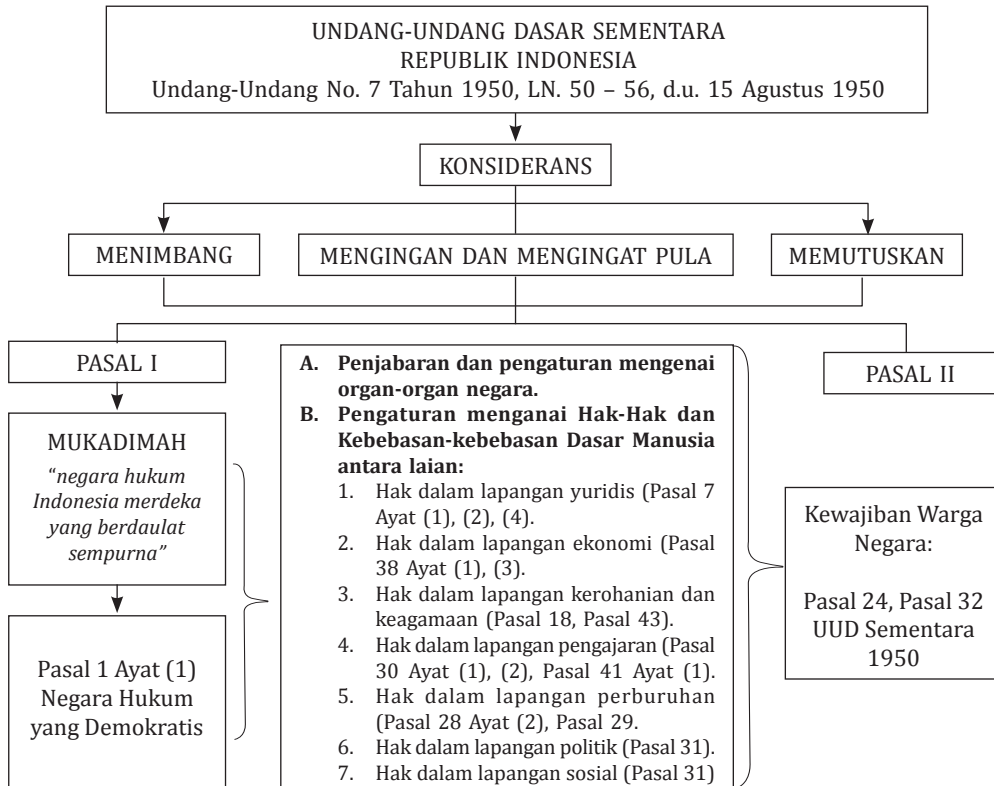 UNDANG-UNDANG DASAR SEMENTARA
REPUBLIK INDONESIA
Undang-Undang No. 7 Tahun 1950, LN. 50 – 56, d.u. 15 Agustus 1950
KONSIDERANS
MENIMBANG
MENGINGAN DAN MENGINGAT PULA
MEMUTUSKAN
PASAL I
MUKADIMAH
“negara hukum
Indonesia merdeka
yang berdaulat
sempurna”
Pasal 1 Ayat (1)
Negara Hukum
yang Demokratis
A. Penjabaran dan pengaturan mengenai
organ-organ negara.
B. Pengaturan menganai Hak-Hak dan
Kebebasan-kebebasan Dasar Manusia
antara laian:
1. Hak dalam lapangan yuridis (Pasal 7
Ayat (1), (2), (4).
2. Hak dalam lapangan ekonomi (Pasal
38 Ayat (1), (3).
3. Hak dalam lapangan kerohanian dan
keagamaan (Pasal 18, Pasal 43).
4. Hak dalam lapangan pengajaran (Pasal
30 Ayat (1), (2), Pasal 41 Ayat (1).
5. Hak dalam lapangan perburuhan
(Pasal 28 Ayat (2), Pasal 29.
6. Hak dalam lapangan politik (Pasal 31).
7. Hak dalam lapangan sosial (Pasal 31)
PASAL II
Kewajiban Warga
Negara:
Pasal 24, Pasal 32
UUD Sementara
1950